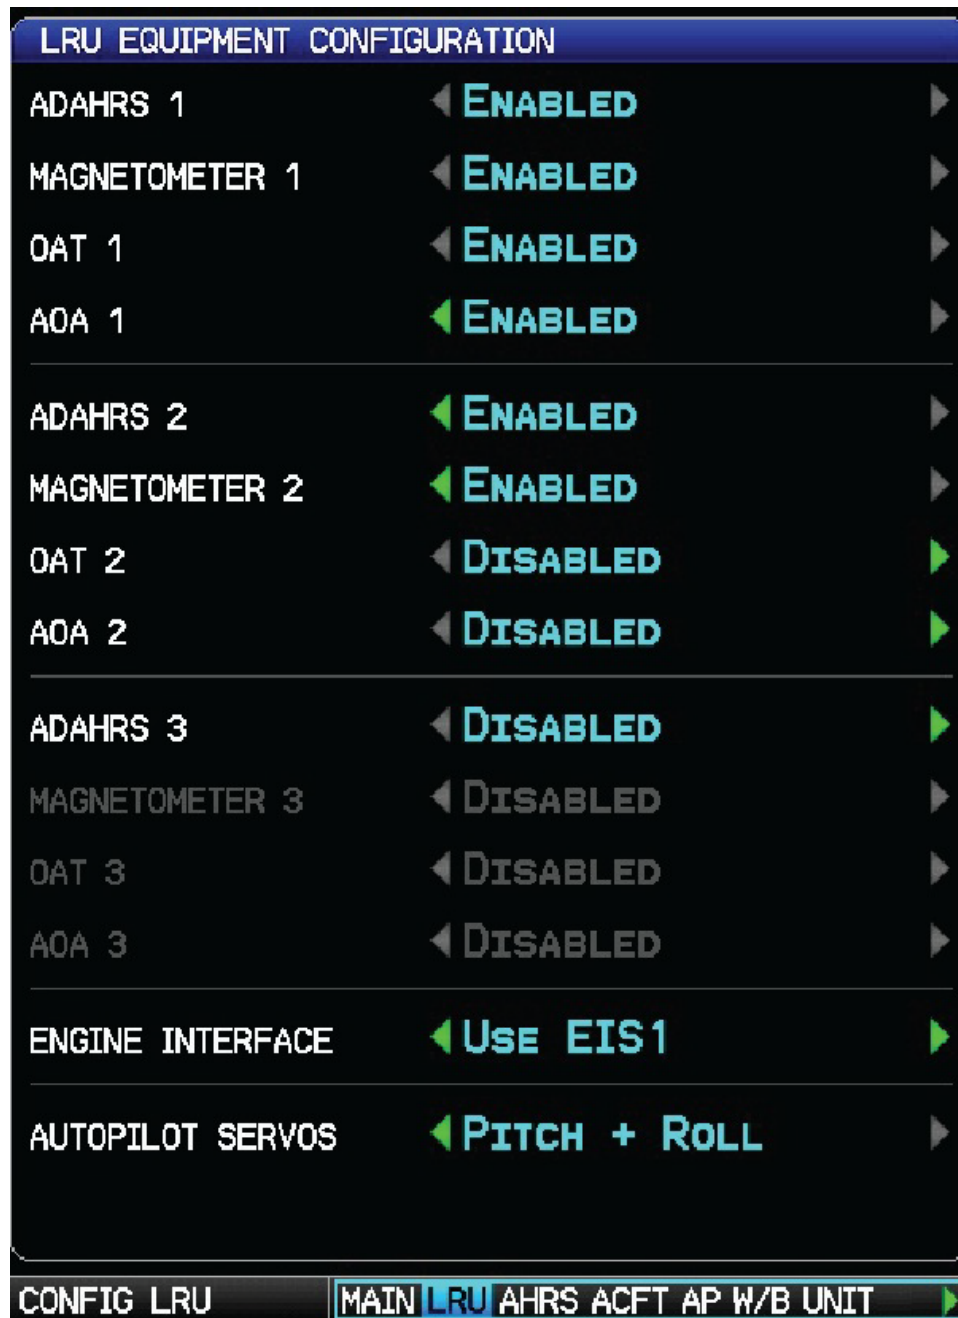 LRU EQUIPMENT CONFIGURATION
ADAHRS 1 ENABLED
MAGNETOMETER 1 ENABLED
OAT 1 ENABLED
AOA 1 ENABLED
ADAHRS 2 ENABLED
MAGNETOMETER 2 ENABLED
OAT 2 DISABLED
AOA 2 DISABLED
ADAHRS 3 DISABLED
MAGNETOMETER 3 DISABLED
OAT 3 DISABLED
AOA 3 DISABLED
ENGINE INTERFACE USE EIS1
AUTOPILOT SERVOS PITCH + ROLL
CONFIG LRU MAIN LRU AHRS ACFT AP W/B UNIT